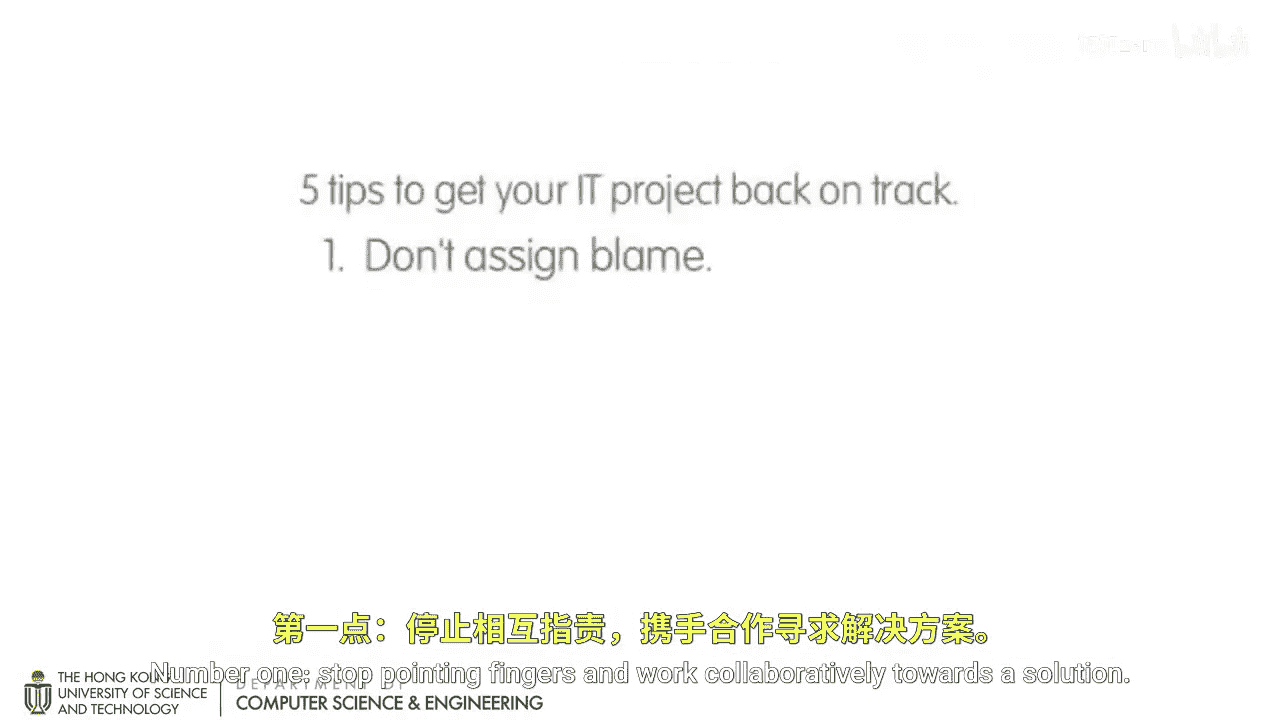 5 tips to get your IT project back on track.
1. Don't assign blame.
第一点：停止相互指责，携手合作寻求解决方案。
Number one: stop pointing fingers and work collaboratively towards a solution.
THE HONG KONG
UNIVERSITY OF SCIENCE
AND TECHNOLOGY
DEPARTMENT OF
COMPUTER SCIENCE & ENGINEERING